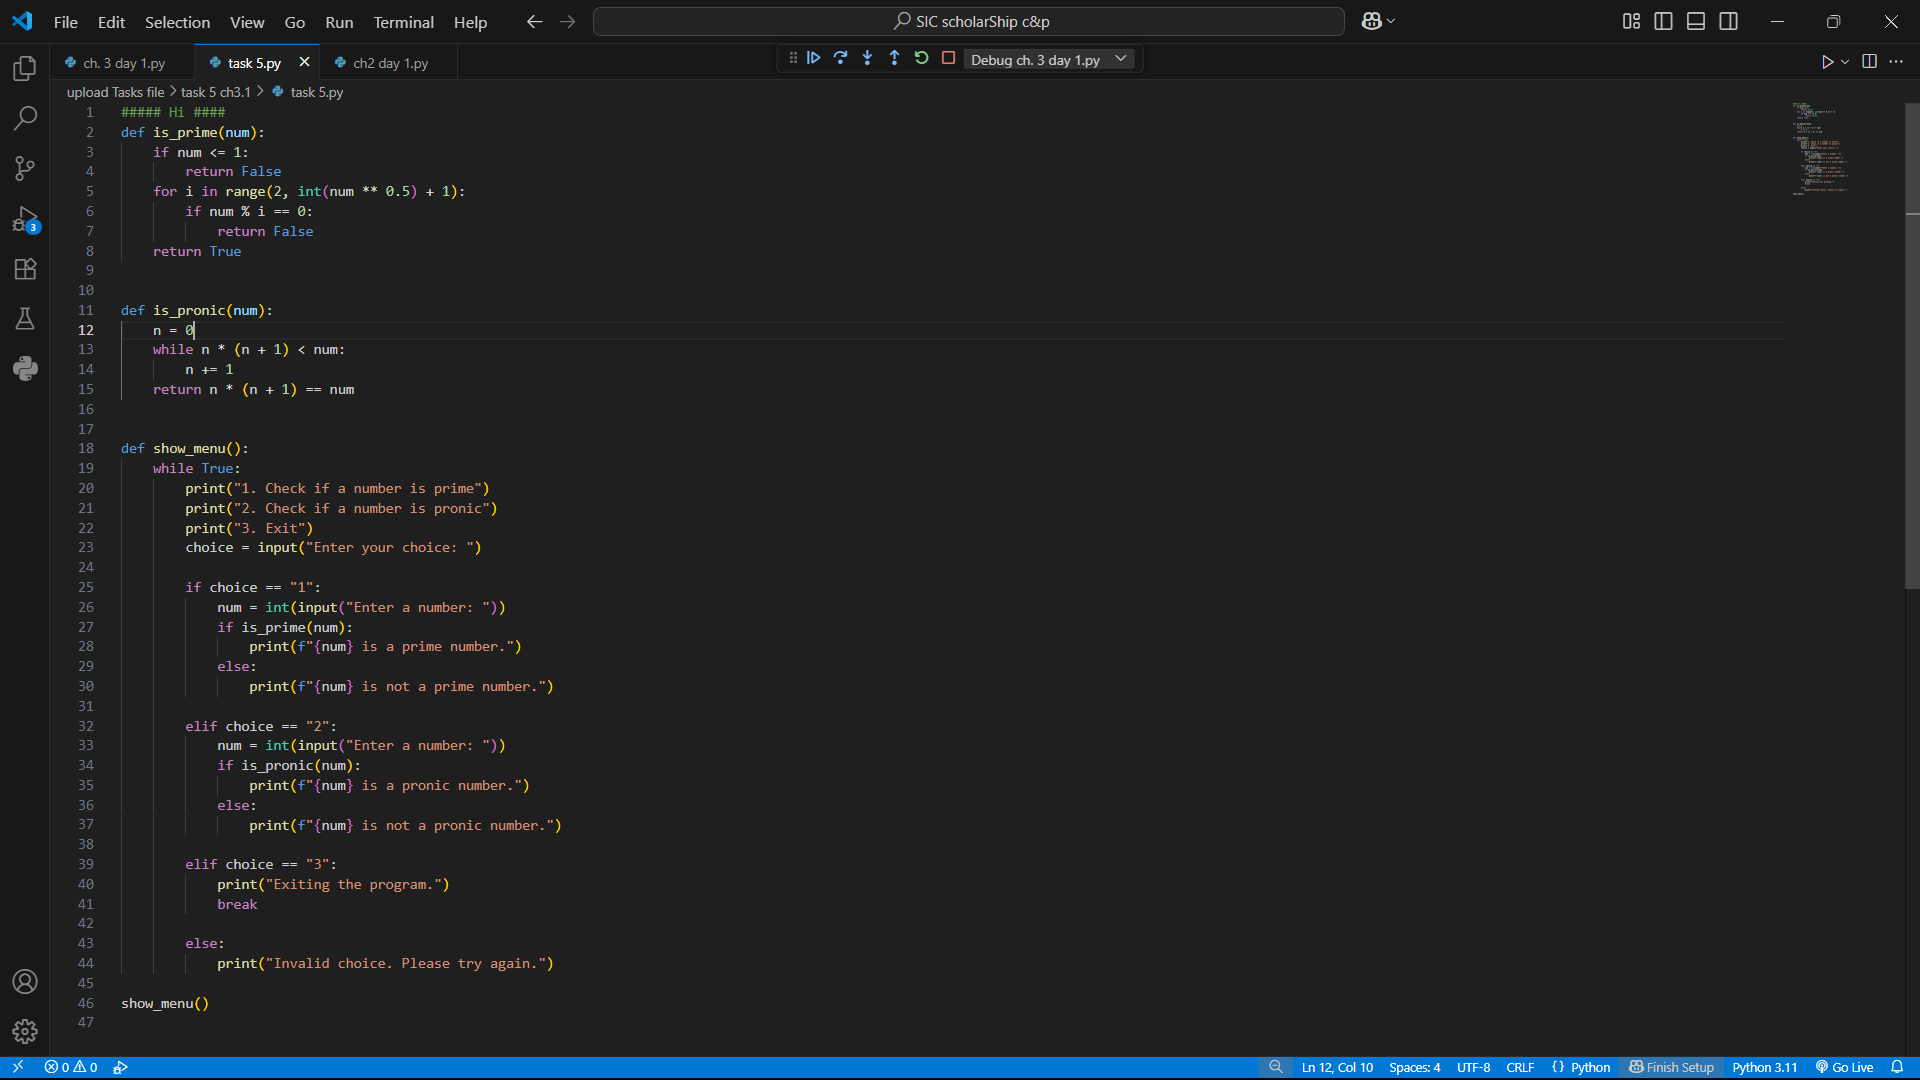 File Edit Selection View Go Run Terminal Help SIC scholarShip c&p
ch. 3 day 1.py task 5.py ch2 day 1.py Debug ch. 3 day 1.py
upload Tasks file > task 5 ch3.1 > task 5.py
1 ##### Hi ####
2 def is_prime(num):
3     if num <= 1:
4         return False
5     for i in range(2, int(num ** 0.5) + 1):
6         if num % i == 0:
7             return False
8     return True
9
10
11 def is_pronic(num):
12     n = 0
13     while n * (n + 1) < num:
14         n += 1
15     return n * (n + 1) == num
16
17
18 def show_menu():
19     while True:
20         print("1. Check if a number is prime")
21         print("2. Check if a number is pronic")
22         print("3. Exit")
23         choice = input("Enter your choice: ")
24
25         if choice == "1":
26             num = int(input("Enter a number: "))
27             if is_prime(num):
28                 print(f"{num} is a prime number.")
29             else:
30                 print(f"{num} is not a prime number.")
31
32         elif choice == "2":
33             num = int(input("Enter a number: "))
34             if is_pronic(num):
35                 print(f"{num} is a pronic number.")
36             else:
37                 print(f"{num} is not a pronic number.")
38
39         elif choice == "3":
40             print("Exiting the program.")
41             break
42
43         else:
44             print("Invalid choice. Please try again.")
45
46 show_menu()
47
3
0 0 Ln 12, Col 10 Spaces: 4 UTF-8 CRLF {} Python Finish Setup Python 3.11 Go Live